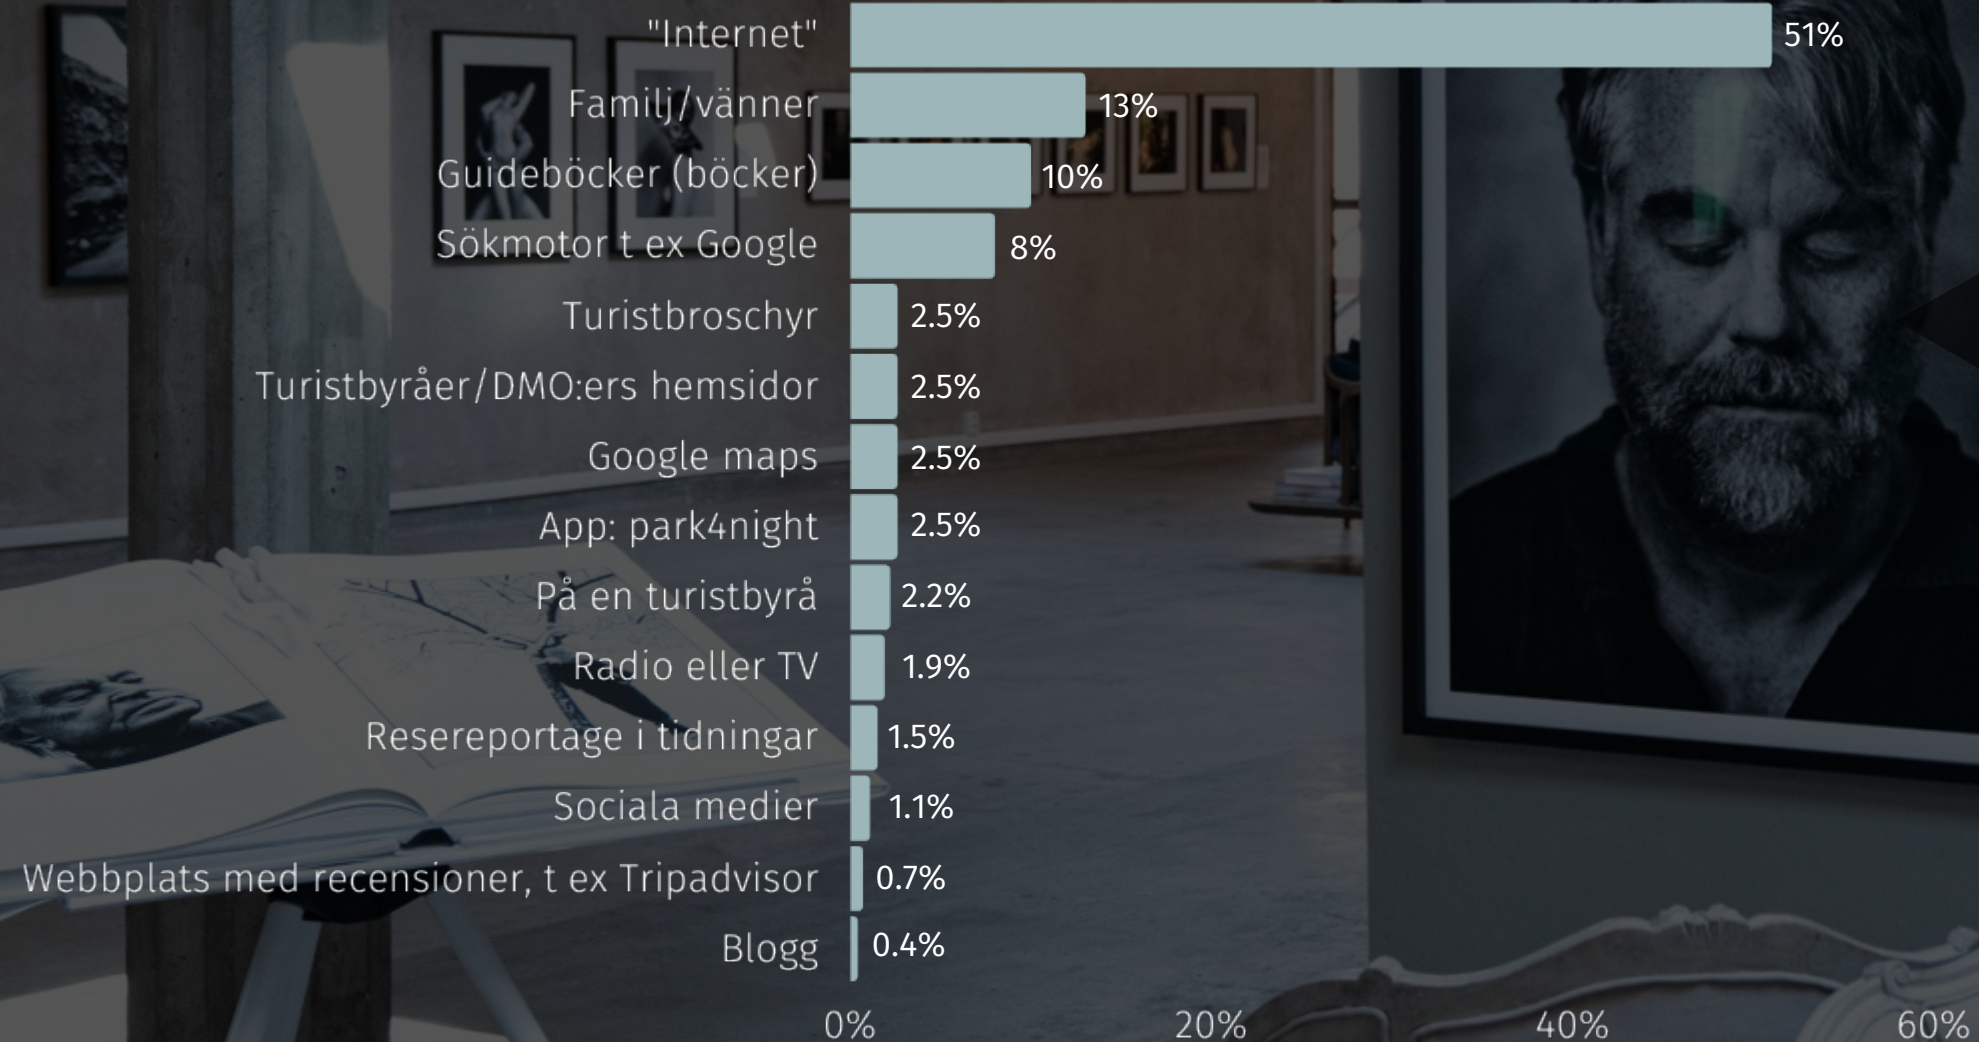 "Internet" 51%
Familj/vänner 13%
Guideböcker (böcker) 10%
Sökmotor t ex Google 8%
Turistbroschyr 2.5%
Turistbyråer/DMO:ers hemsidor 2.5%
Google maps 2.5%
App: park4night 2.5%
På en turistbyrå 2.2%
Radio eller TV 1.9%
Resereportage i tidningar 1.5%
Sociala medier 1.1%
Webbplats med recensioner, t ex Tripadvisor 0.7%
Blogg 0.4%
0% 20% 40% 60%